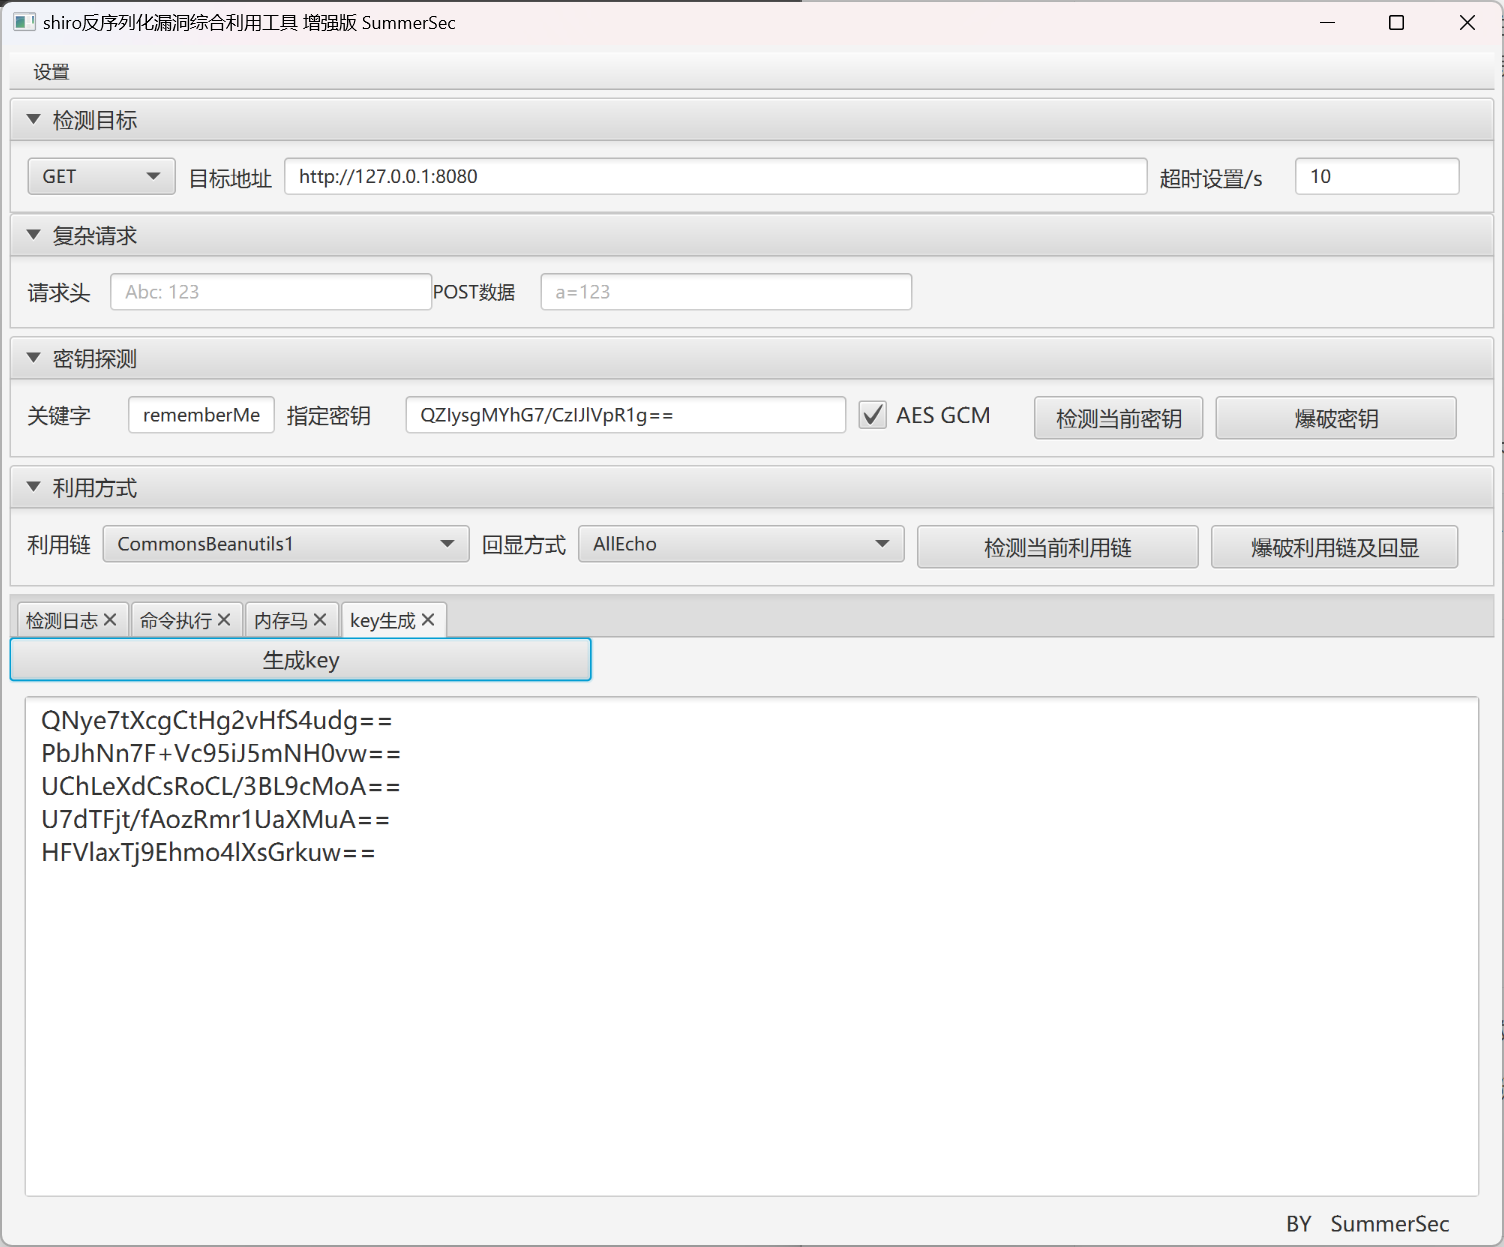 shiro反序列化漏洞综合利用工具 增强版 SummerSec
设置
检测目标
GET 目标地址 http://127.0.0.1:8080 超时设置/s 10
复杂请求
请求头 Abc: 123 POST数据 a=123
密钥探测
关键字 rememberMe 指定密钥 QZIysgMYhG7/CzIJlVpR1g== AES GCM 检测当前密钥 爆破密钥
利用方式
利用链 CommonsBeanutils1 回显方式 AllEcho 检测当前利用链 爆破利用链及回显
检测日志 命令执行 内存马 key生成
生成key
QNye7tXcgCtHg2vHfS4udg==
PbJhNn7F+Vc95iJ5mNH0vw==
UChLeXdCsRoCL/3BL9cMoA==
U7dTFjt/fAozRmr1UaXMuA==
HFVlaxTj9Ehmo4lXsGrkuw==
BY SummerSec